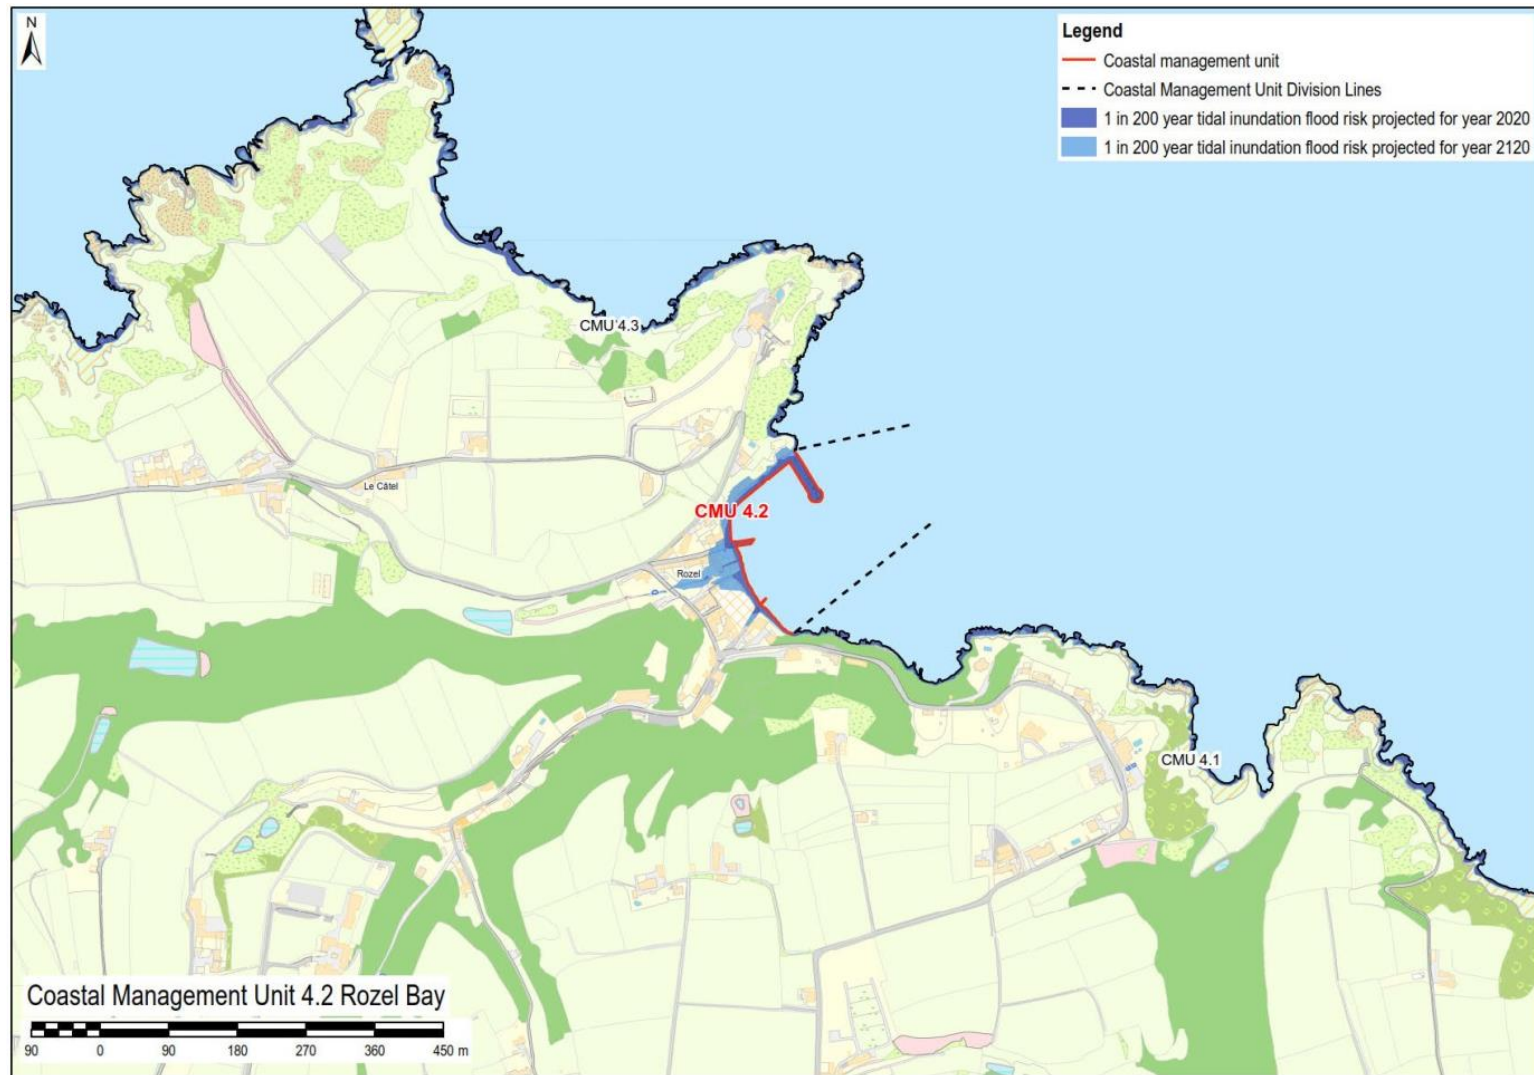 N
Legend
Coastal management unit
Coastal Management Unit Division Lines
1 in 200 year tidal inundation flood risk projected for year 2020
1 in 200 year tidal inundation flood risk projected for year 2120
CMU 4.3
Le Câtel
CMU 4.2
Rozel
CMU 4.1
Coastal Management Unit 4.2 Rozel Bay
90 0 90 180 270 360 450 m